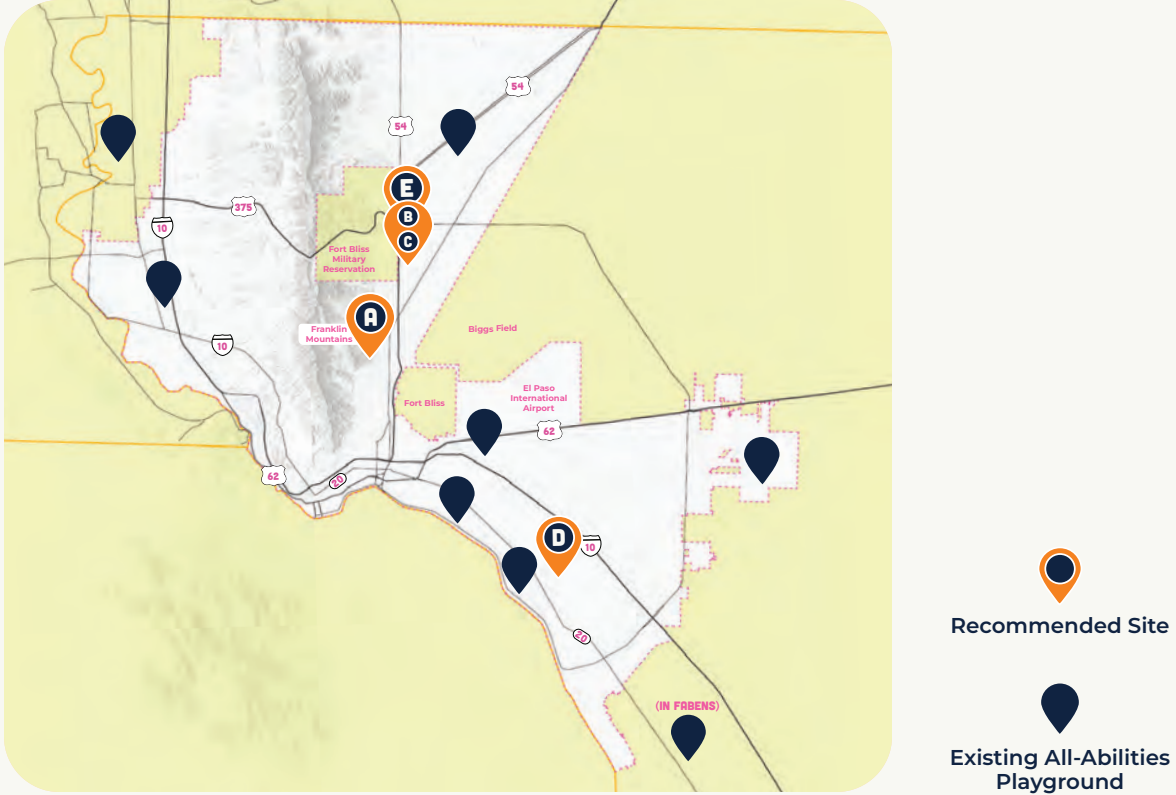 54
54
E
B
C
375
10
Fort Bliss
Military
Reservation
A
Franklin
Mountains
Biggs Field
10
El Paso
International
Airport
Fort Bliss
62
62
20
D
10
20
(IN FABENS)
Recommended Site
Existing All-Abilities
Playground